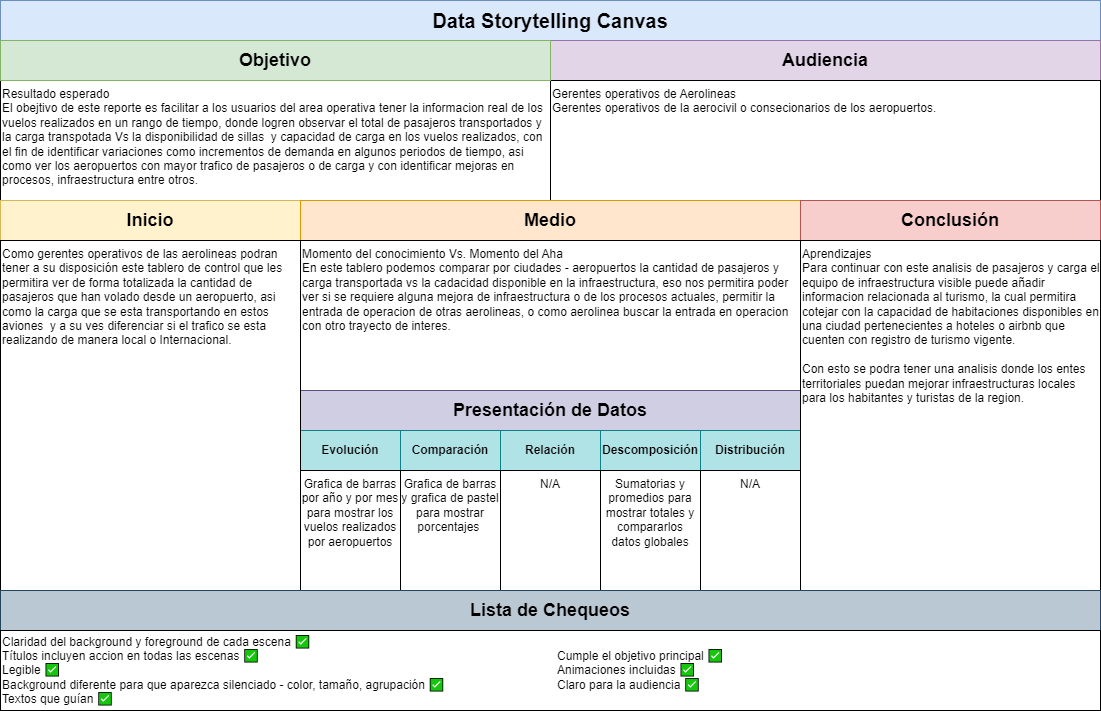 Data Storytelling Canvas
Objetivo
Audiencia
Resultado esperado
El obejtivo de este reporte es facilitar a los usuarios del area operativa tener la informacion real de los
vuelos realizados en un rango de tiempo, donde logren observar el total de pasajeros transportados y
la carga transpotada Vs la disponibilidad de sillas y capacidad de carga en los vuelos realizados, con
el fin de identificar variaciones como incrementos de demanda en algunos periodos de tiempo, asi
como ver los aeropuertos con mayor trafico de pasajeros o de carga y con identificar mejoras en
procesos, infraestructura entre otros.
Gerentes operativos de Aerolineas
Gerentes operativos de la aerocivil o consecionarios de los aeropuertos.
Inicio
Medio
Conclusión
Como gerentes operativos de las aerolineas podran
tener a su disposición este tablero de control que les
permitira ver de forma totalizada la cantidad de
pasajeros que han volado desde un aeropuerto, asi
como la carga que se esta transportando en estos
aviones y a su ves diferenciar si el trafico se esta
realizando de manera local o Internacional.
Momento del conocimiento Vs. Momento del Aha
En este tablero podemos comparar por ciudades - aeropuertos la cantidad de pasajeros y
carga transportada vs la cadacidad disponible en la infraestructura, eso nos permitira poder
ver si se requiere alguna mejora de infraestructura o de los procesos actuales, permitir la
entrada de operacion de otras aerolineas, o como aerolinea buscar la entrada en operacion
con otro trayecto de interes.
Aprendizajes
Para continuar con este analisis de pasajeros y carga el
equipo de infraestructura visible puede añadir
informacion relacionada al turismo, la cual permitira
cotejar con la capacidad de habitaciones disponibles en
una ciudad pertenecientes a hoteles o airbnb que
cuenten con registro de turismo vigente.
Con esto se podra tener una analisis donde los entes
territoriales puedan mejorar infraestructuras locales
para los habitantes y turistas de la region.
Presentación de Datos
Evolución
Comparación
Relación
Descomposición
Distribución
Grafica de barras
por año y por mes
para mostrar los
vuelos realizados
por aeropuertos
Grafica de barras
y grafica de pastel
para mostrar
porcentajes
N/A
Sumatorias y
promedios para
mostrar totales y
compararlos
datos globales
N/A
Lista de Chequeos
Claridad del background y foreground de cada escena ✅
Títulos incluyen accion en todas las escenas ✅
Legible ✅
Background diferente para que aparezca silenciado - color, tamaño, agrupación ✅
Textos que guían ✅
Cumple el objetivo principal ✅
Animaciones incluidas ✅
Claro para la audiencia ✅